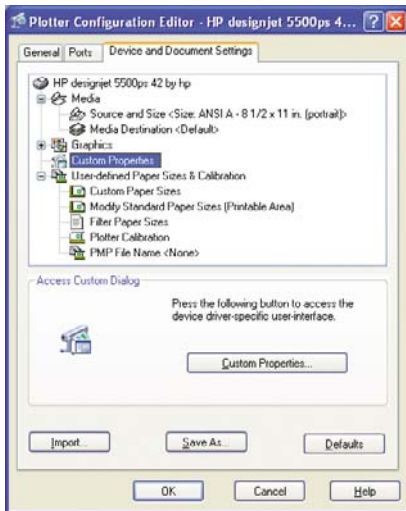 Plotter Configuration Editor - HP designjet 5500ps 4...
General
Ports
Device and Document Settings
HP designjet 5500ps 42 by hp
Media
Source and Size <Size: ANSI A - 8 1/2 x 11 in. (portrait)>
Media Destination <Default>
Graphics
Custom Properties
User-defined Paper Sizes & Calibration
Custom Paper Sizes
Modify Standard Paper Sizes (Printable Area)
Filter Paper Sizes
Plotter Calibration
PMP File Name <None>
Access Custom Dialog
Press the following button to access the
device driver-specific user-interface.
Custom Properties...
Import...
Save As...
Defaults
OK
Cancel
Help